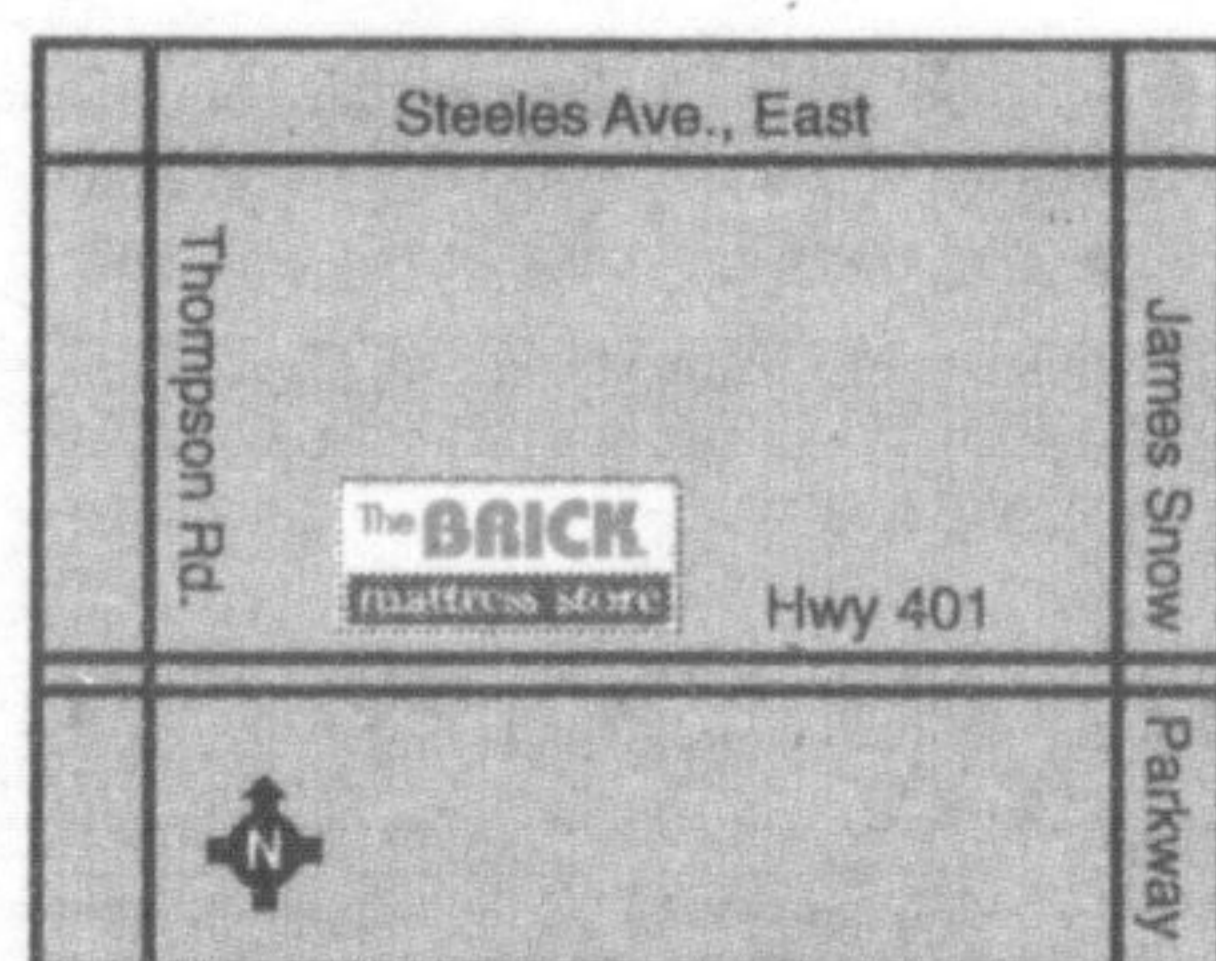 Steeles Ave., East
Thompson Rd.
James Snow Parkway
The BRICK
mattress store
Hwy 401
N